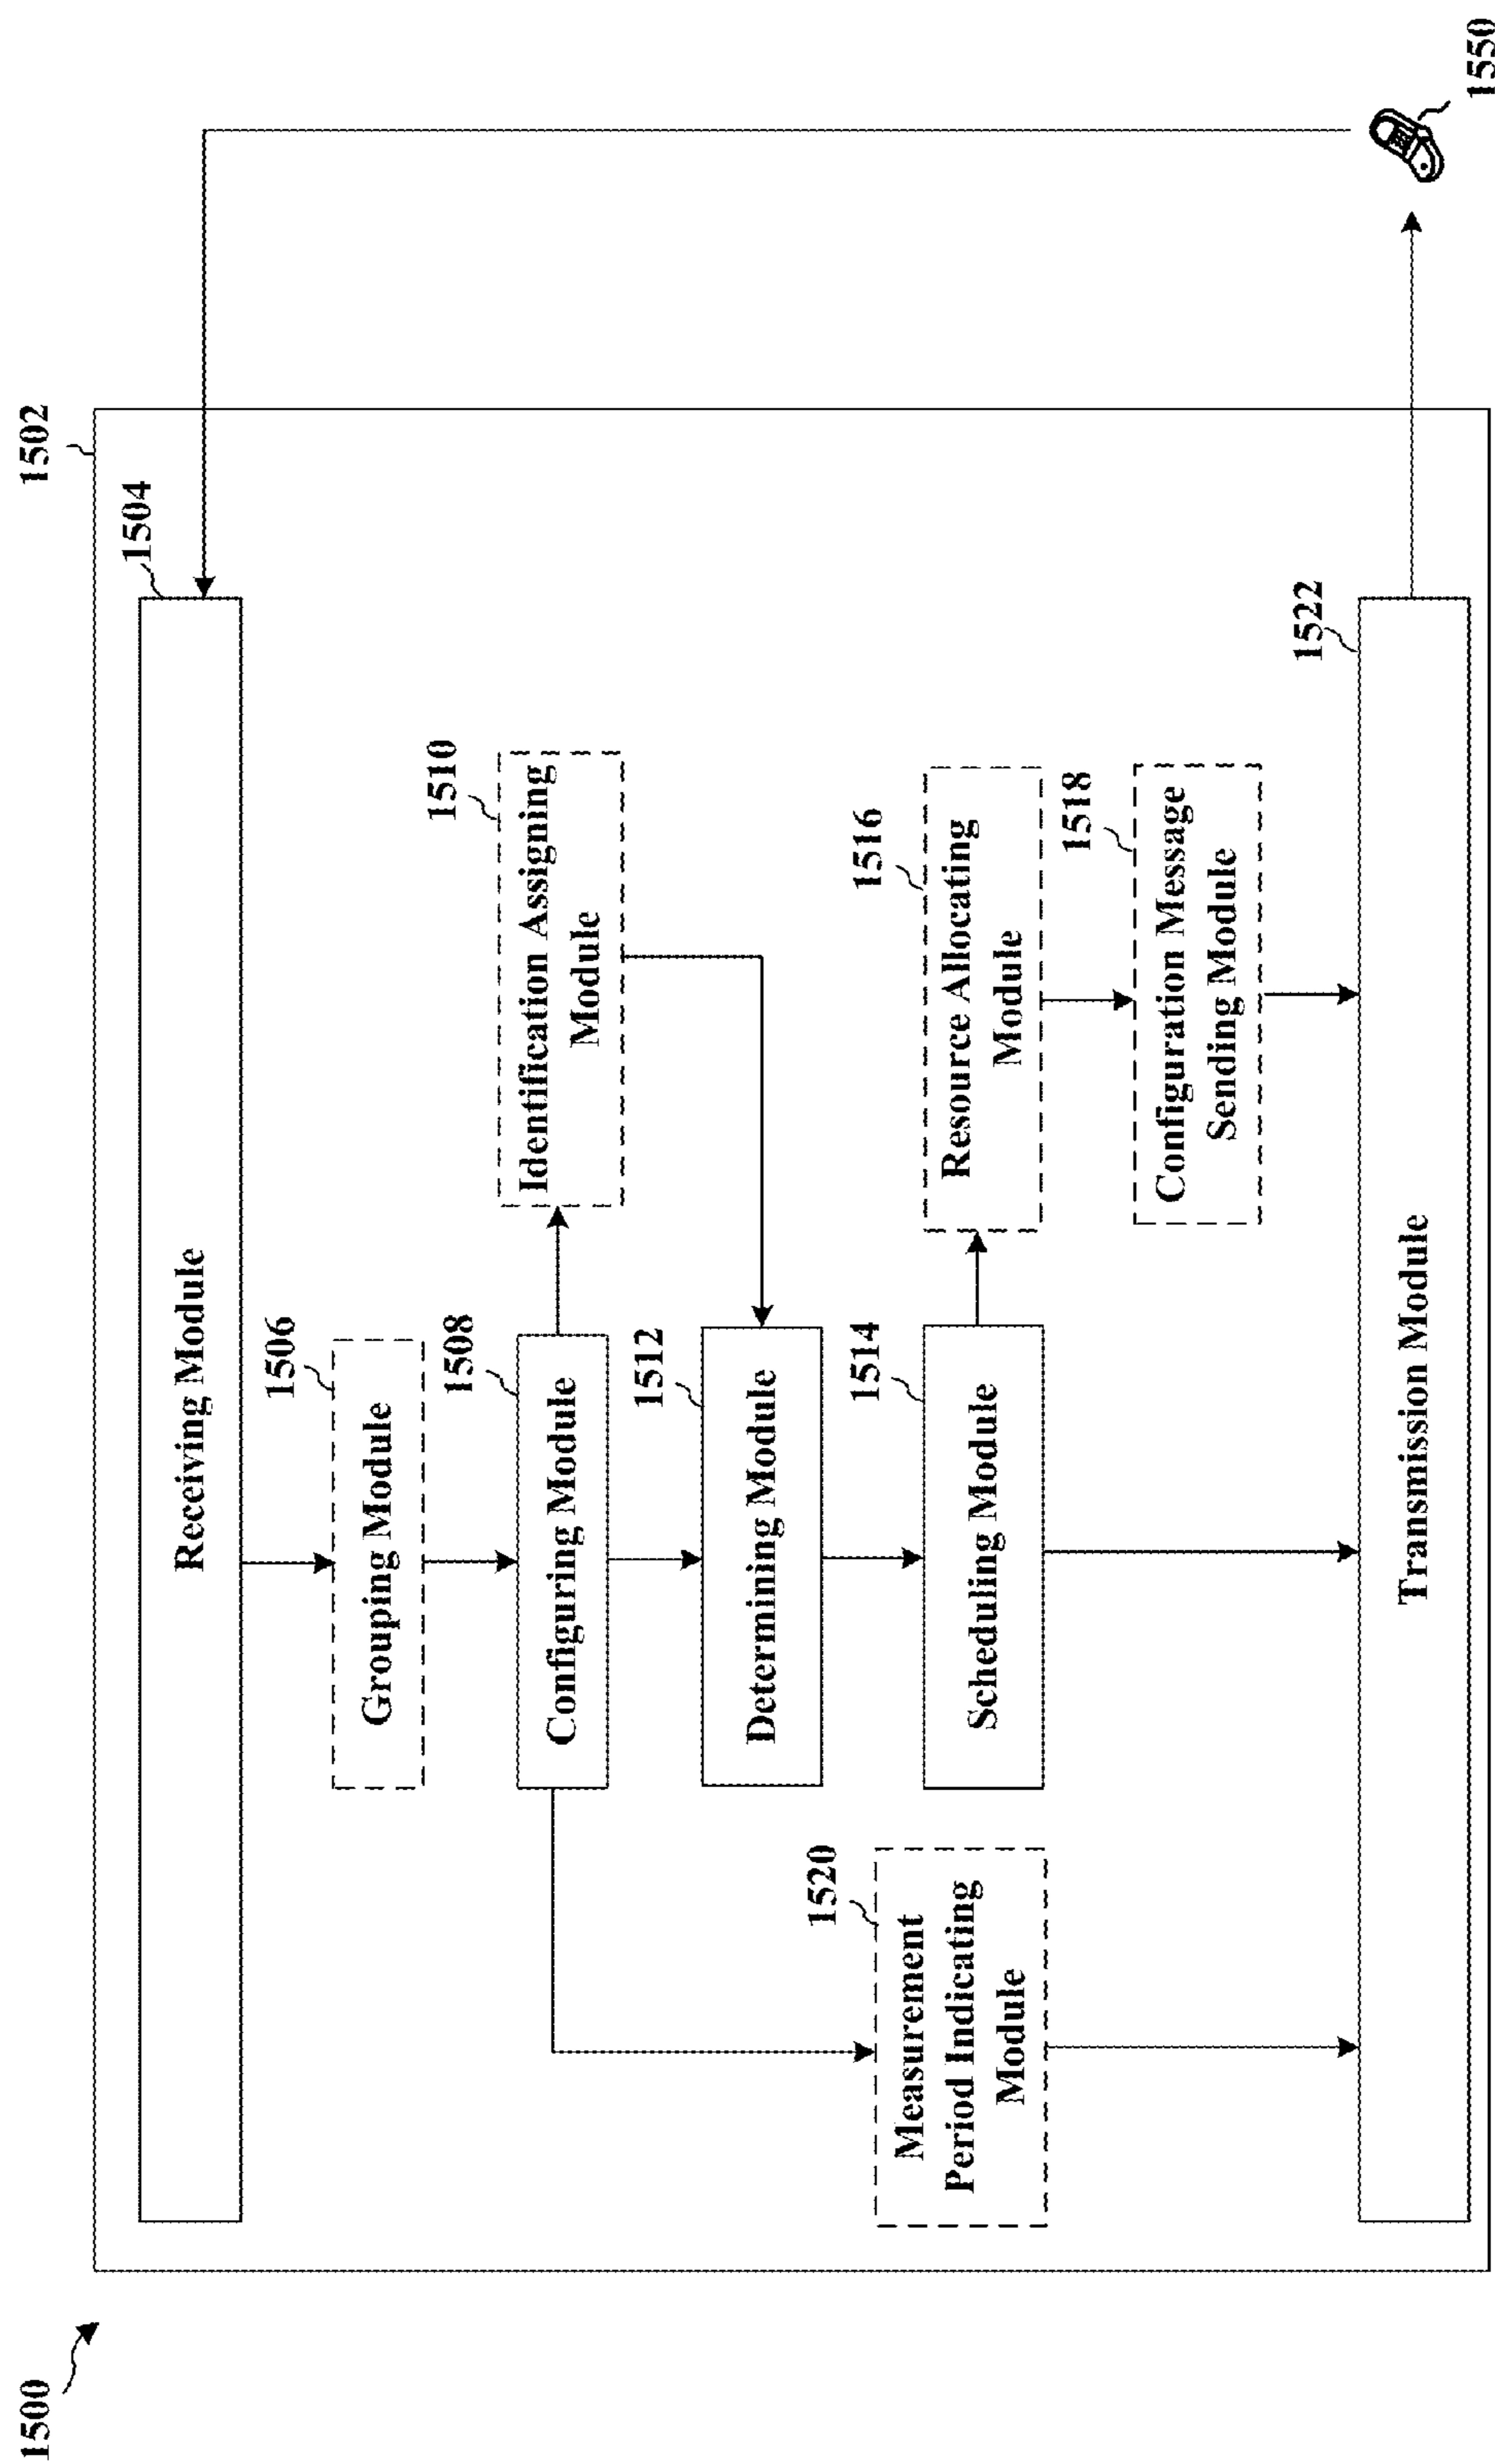 1500
1502
1504
Receiving Module
1506
Grouping Module
1508
Configuring Module
1510
Identification Assigning
Module
1512
Determining Module
1514
Scheduling Module
1516
Resource Allocating
Module
1518
Configuration Message
Sending Module
1520
Measurement
Period Indicating
Module
1522
Transmission Module
1550